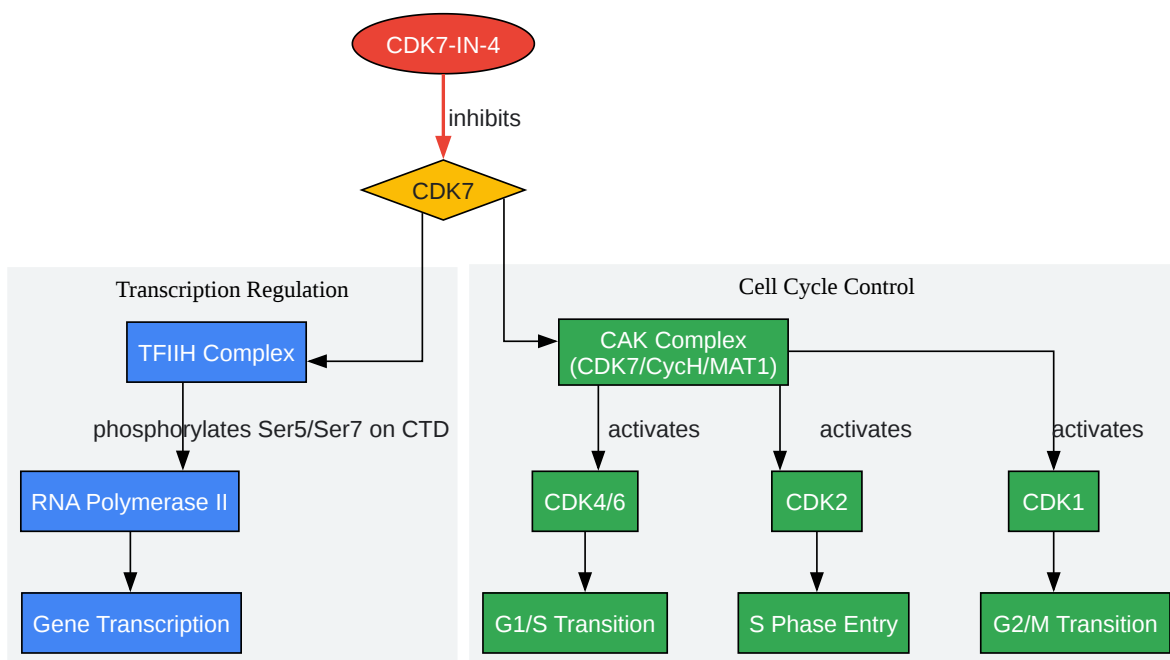 CDK7-IN-4
inhibits
CDK7
Transcription Regulation
TFIIH Complex
phosphorylates Ser5/Ser7 on CTD
RNA Polymerase II
Gene Transcription
Cell Cycle Control
CAK Complex
(CDK7/CycH/MAT1)
activates
activates
activates
CDK4/6
CDK2
CDK1
G1/S Transition
S Phase Entry
G2/M Transition